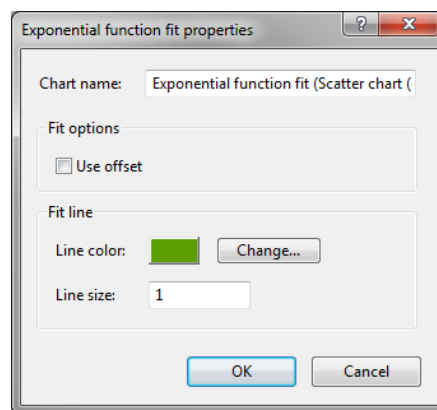 Exponential function fit properties
?
X
Chart name: Exponential function fit (Scatter chart (
Fit options
Use offset
Fit line
Line color: Change...
Line size: 1
OK Cancel